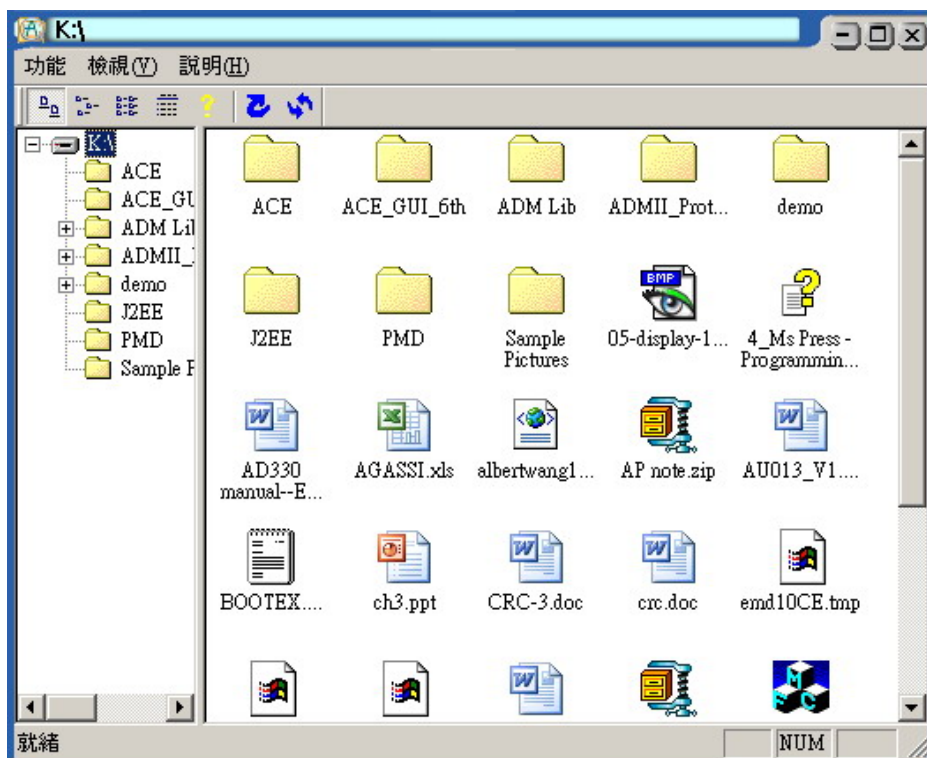 K:\
功能 檢視(V) 說明(H)
K:\
ACE
ACE_GU
ADM Lil
ADMII_
demo
J2EE
PMD
Sample P
ACE ACE_GUI_6th ADM Lib ADMII_Prot... demo
J2EE PMD Sample Pictures 05-display-1... 4_Ms Press - Programmin...
AD330 manual--E... AGASSI.xls albertwang1... AP note.zip AU013_V1....
BOOTEX.... ch3.ppt CRC-3.doc crc.doc emd10CE.tmp
就緒 NUM